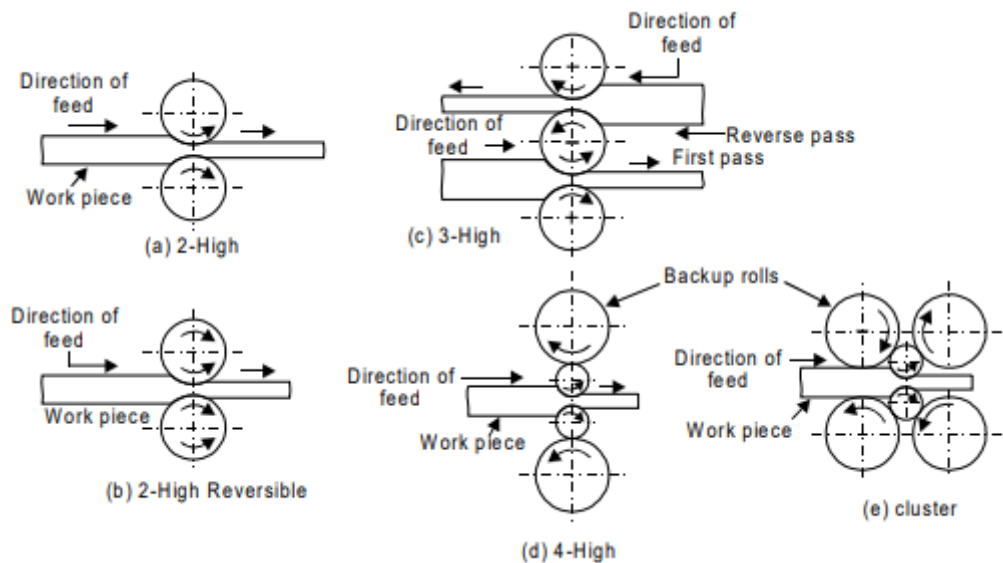 Direction of
feed
Work piece
(a) 2-High
Direction of
feed
Direction of
feed
Reverse pass
First pass
(c) 3-High
Direction of
feed
Work piece
(b) 2-High Reversible
Backup rolls
Direction of
feed
Work piece
(d) 4-High
Direction of
feed
Work piece
(e) cluster